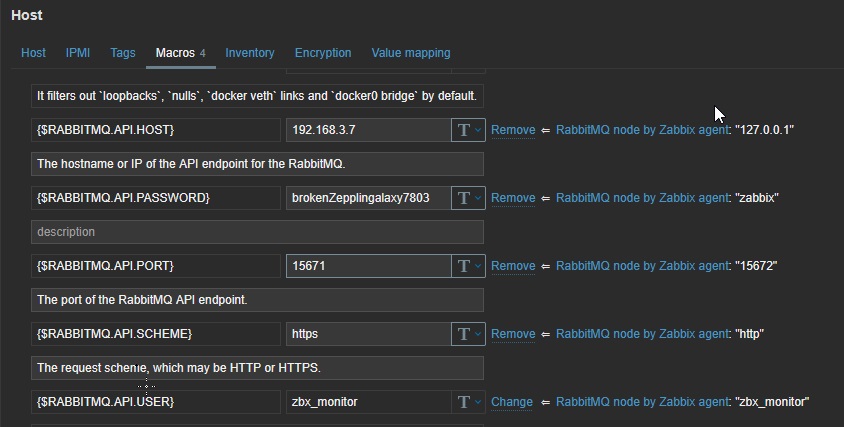 Host
Host IPMI Tags Macros 4 Inventory Encryption Value mapping
It filters out `loopbacks`, `nulls`, `docker veth` links and `docker0 bridge` by default.
{$RABBITMQ.API.HOST} 192.168.3.7 T Remove ⇐ RabbitMQ node by Zabbix agent: "127.0.0.1"
The hostname or IP of the API endpoint for the RabbitMQ.
{$RABBITMQ.API.PASSWORD} brokenZepplingalaxy7803 T Remove ⇐ RabbitMQ node by Zabbix agent: "zabbix"
description
{$RABBITMQ.API.PORT} 15671 T Remove ⇐ RabbitMQ node by Zabbix agent: "15672"
The port of the RabbitMQ API endpoint.
{$RABBITMQ.API.SCHEME} https T Remove ⇐ RabbitMQ node by Zabbix agent: "http"
The request scheme, which may be HTTP or HTTPS.
{$RABBITMQ.API.USER} zbx_monitor T Change ⇐ RabbitMQ node by Zabbix agent: "zbx_monitor"